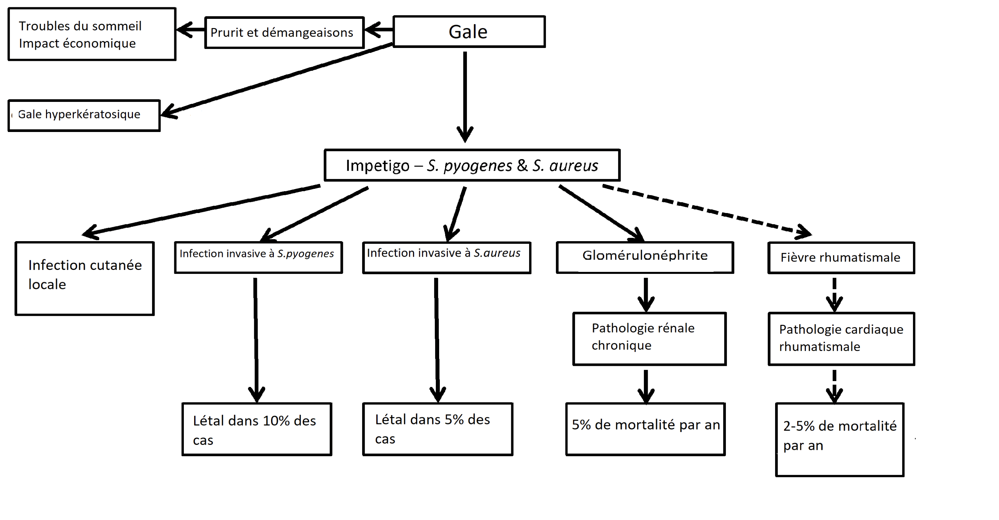 Troubles du sommeil
Impact économique
Prurit et démangeaisons
Gale
Gale hyperkératosique
Impetigo – S. pyogenes & S. aureus
Infection cutanée
locale
Infection invasive à S.pyogenes
Infection invasive à S.aureus
Glomérulonéphrite
Fièvre rhumatismale
Pathologie rénale
chronique
Pathologie cardiaque
rhumatismale
Létal dans 10% des
cas
Létal dans 5% des
cas
5% de mortalité par an
2-5% de mortalité
par an